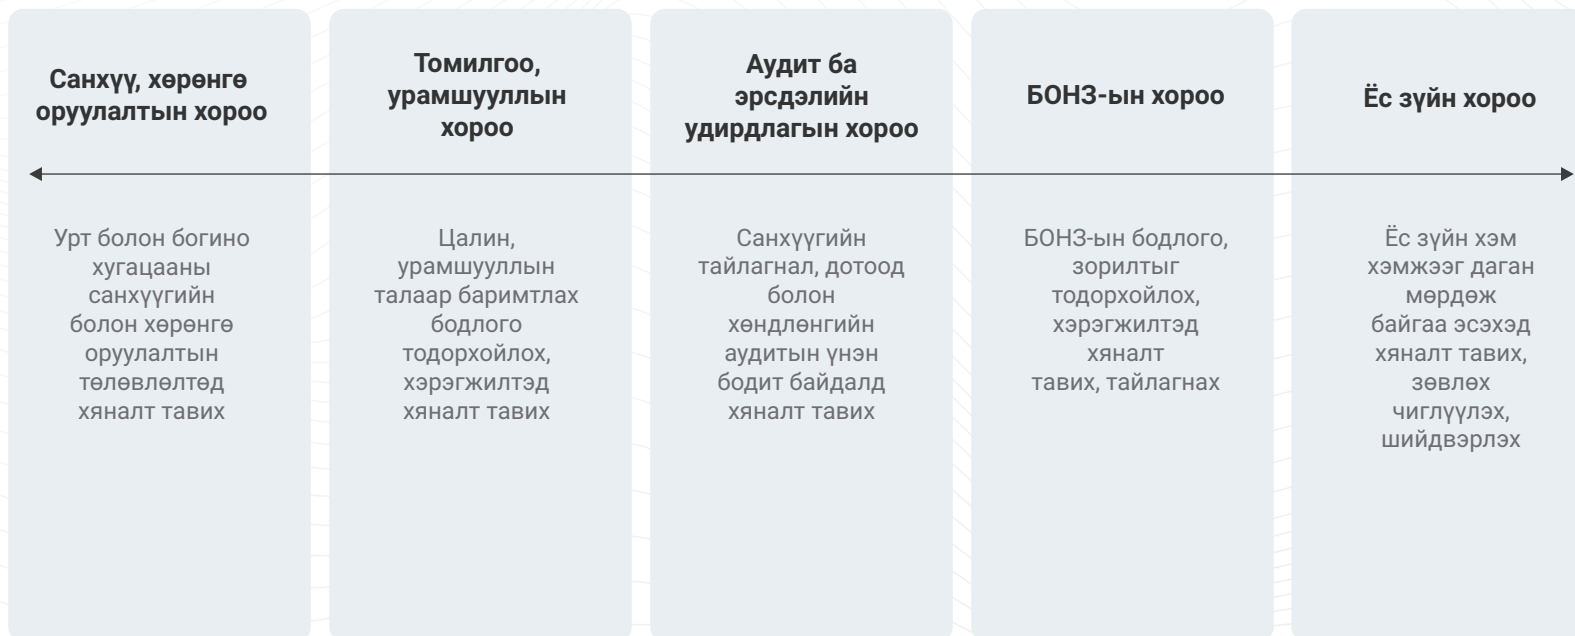 Санхүү, хөрөнгө
оруулалтын хороо
Урт болон богино
хугацааны
санхүүгийн
болон хөрөнгө
оруулалтын
төлөвлөлтөд
хяналт тавих
Томилгоо,
урамшууллын
хороо
Цалин,
урамшууллын
талаар баримтлах
бодлого
тодорхойлох,
хэрэгжилтэд
хяналт тавих
Аудит ба
эрсдэлийн
удирдлагын хороо
Санхүүгийн
тайлагнал, дотоод
болон
хөндлөнгийн
аудитын үнэн
бодит байдалд
хяналт тавих
БОНЗ-ын хороо
БОНЗ-ын бодлого,
зорилтыг
тодорхойлох,
хэрэгжилтэд
хяналт
тавих, тайлагнах
Ёс зүйн хороо
Ёс зүйн хэм
хэмжээг даган
мөрдөж
байгаа эсэхэд
хяналт тавих,
зөвлөх
чиглүүлэх,
шийдвэрлэх